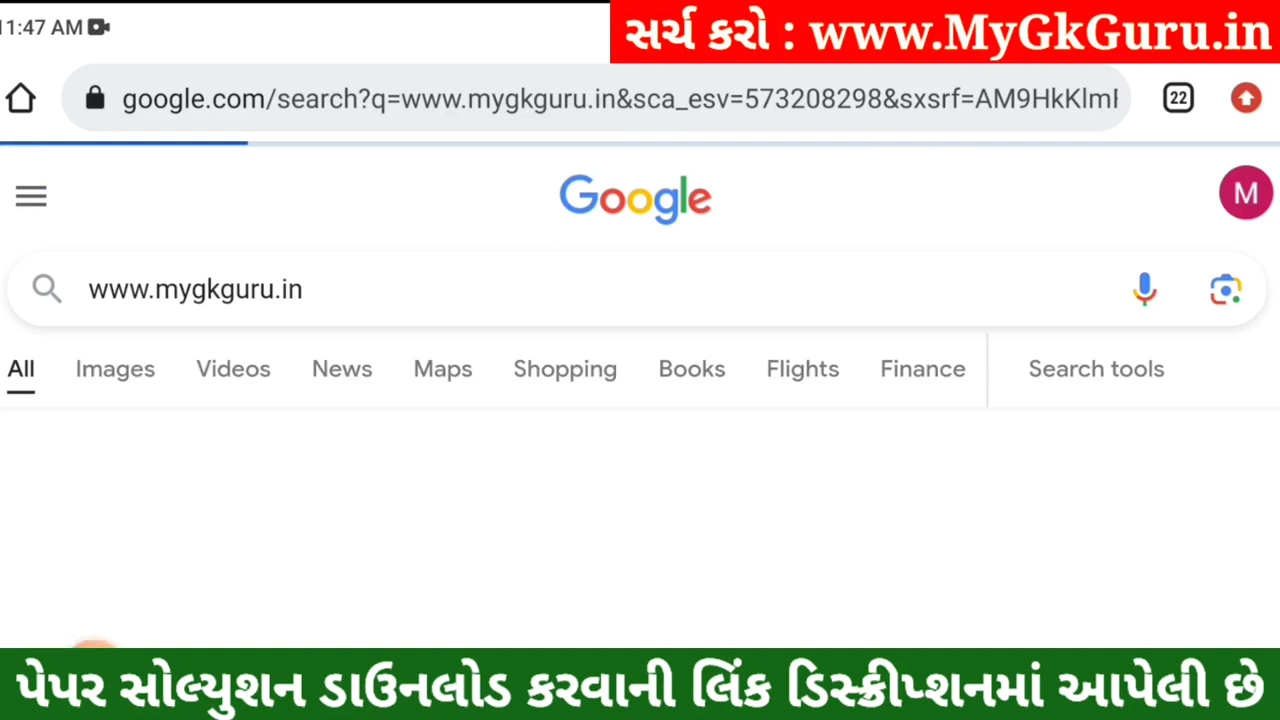 11:47 AM
સર્ચ કરો : www.MyGkGuru.in
google.com/search?q=www.mygkguru.in&sca_esv=573208298&sxsrf=AM9HkKlm
22
Google
M
www.mygkguru.in
All Images Videos News Maps Shopping Books Flights Finance Search tools
પેપર સોલ્યુશન ડાઉનલોડ કરવાની લિંક ડિસ્ક્રીપ્શનમાં આપેલી છે